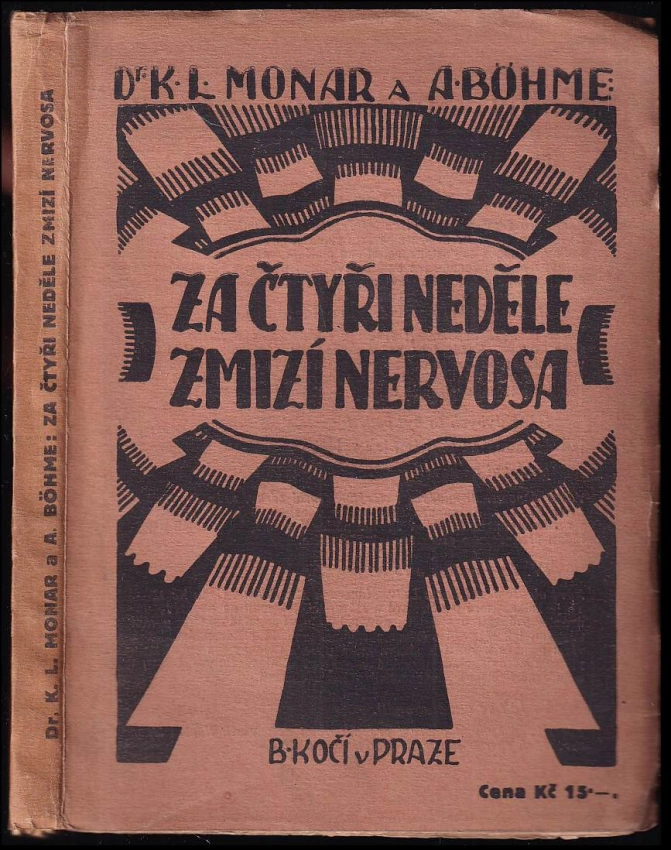 Dr. K. L. MONAR a A. BÖHME: ZA ČTYŘI NEDĚLE ZMIZÍ NERVOSA
Dr. K. L. MONAR A A. BÖHME:
ZA ČTYŘI NEDĚLE
ZMIZÍ NERVOSA
B. KOČÍ v PRAZE
Cena Kč 15·—.